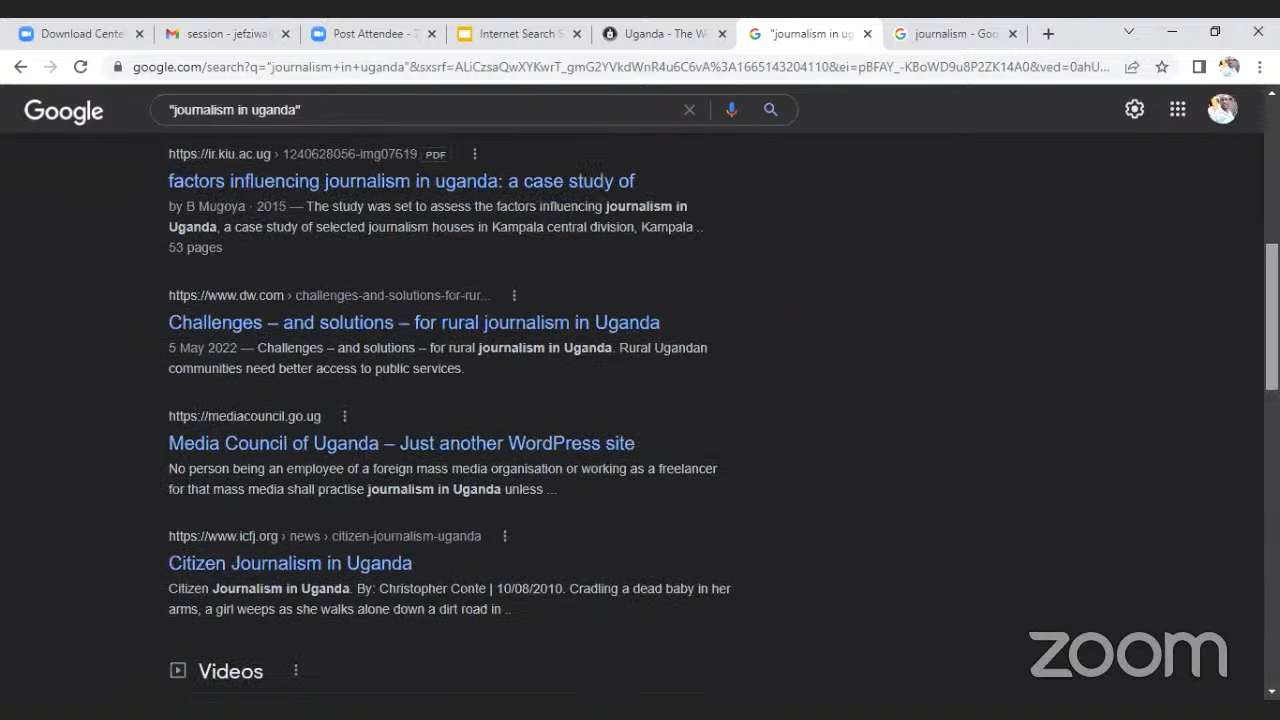 Download Cente
session - jefziwa
Post Attendee - 
Internet Search S
Uganda - The W
"journalism in ug
journalism - Goo
google.com/search?q="journalism+in+uganda"&sxsrf=ALiCzsaQwXYKwrT_gmG2YVkdWnR4u6C6vA%3A1665143204110&ei=pBFAY_-KBoWD9u8P2ZK14A0&ved=0ahU...
Google
"journalism in uganda"
https://ir.kiu.ac.ug › 1240628056-img07619 PDF
factors influencing journalism in uganda: a case study of
by B Mugoya · 2015 — The study was set to assess the factors influencing journalism in
Uganda, a case study of selected journalism houses in Kampala central division, Kampala ..
53 pages
https://www.dw.com › challenges-and-solutions-for-rur...
Challenges – and solutions – for rural journalism in Uganda
5 May 2022 — Challenges – and solutions – for rural journalism in Uganda. Rural Ugandan
communities need better access to public services.
https://mediacouncil.go.ug
Media Council of Uganda – Just another WordPress site
No person being an employee of a foreign mass media organisation or working as a freelancer
for that mass media shall practise journalism in Uganda unless ...
https://www.icfj.org › news › citizen-journalism-uganda
Citizen Journalism in Uganda
Citizen Journalism in Uganda. By: Christopher Conte | 10/08/2010. Cradling a dead baby in her
arms, a girl weeps as she walks alone down a dirt road in ..
Videos
zoom